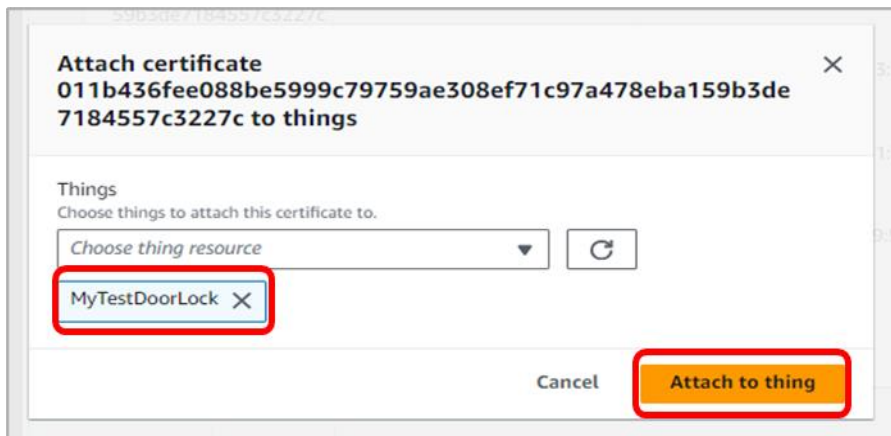 59b3de7184557c3227c
Attach certificate
011b436fee088be5999c79759ae308ef71c97a478eba159b3de
7184557c3227c to things
Things
Choose things to attach this certificate to.
Choose thing resource
MyTestDoorLock
Cancel
Attach to thing